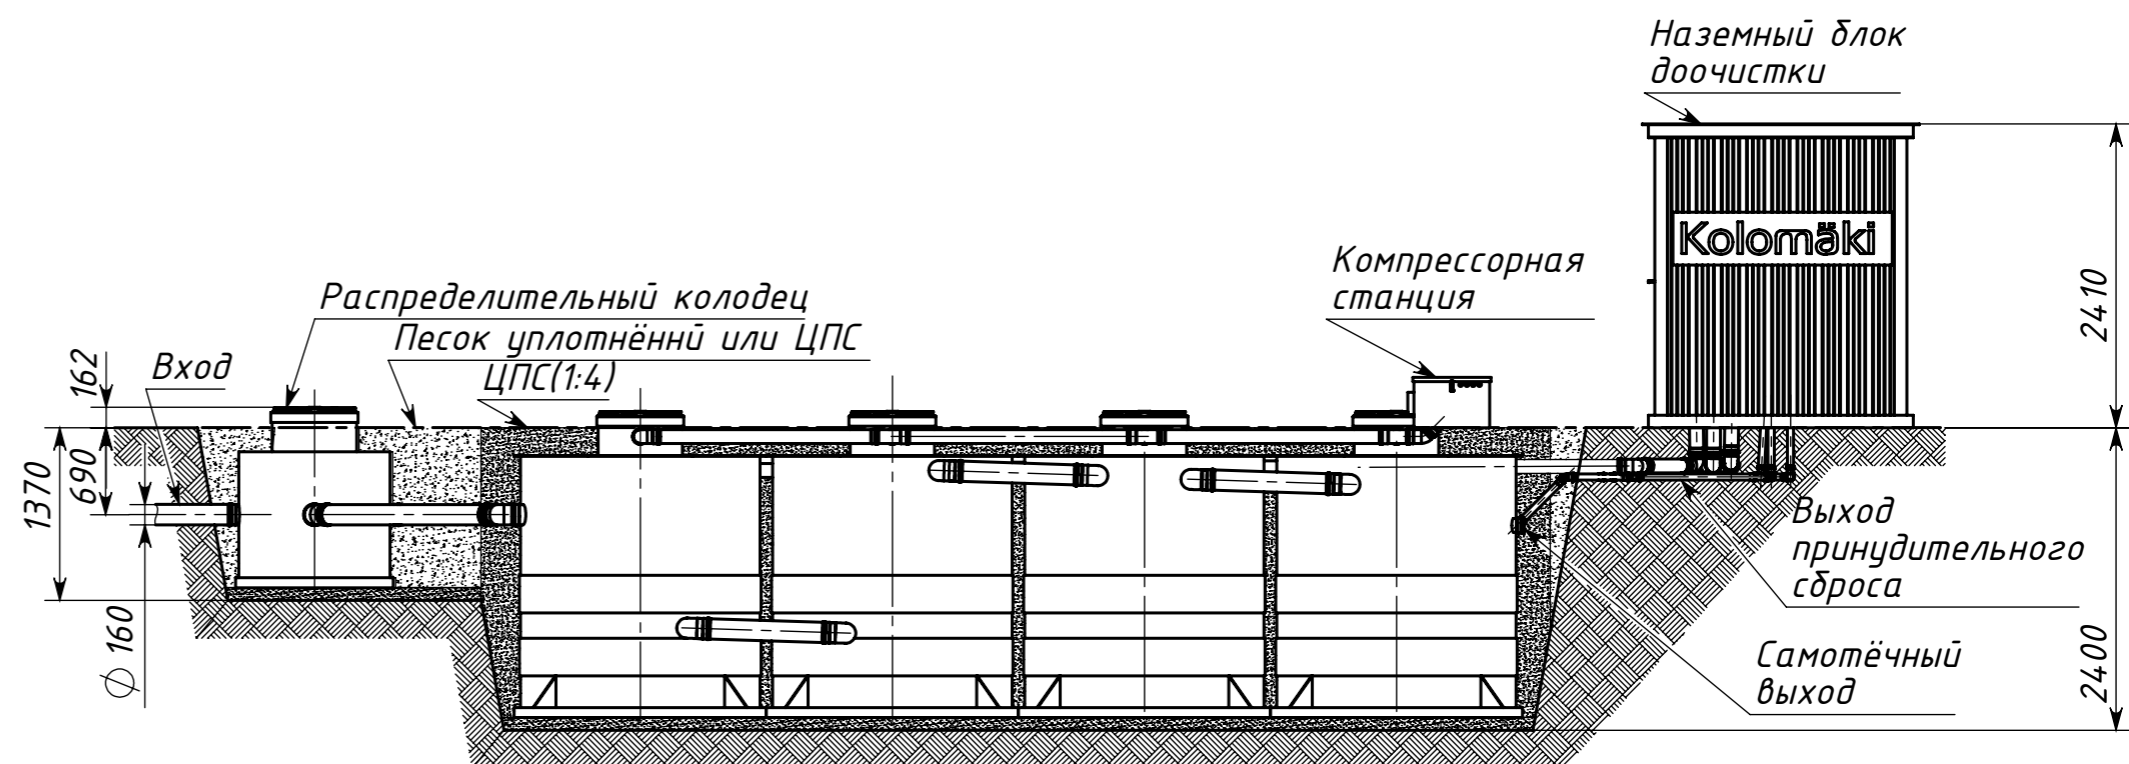 Наземный блок
доочистки
Kolomäki
2410
Компрессорная
станция
Распределительный колодец
Песок уплотнённй или ЦПС
ЦПС(1:4)
Вход
162
690
1370
Ø 160
Выход
принудительного
сброса
Самотёчный
выход
2400